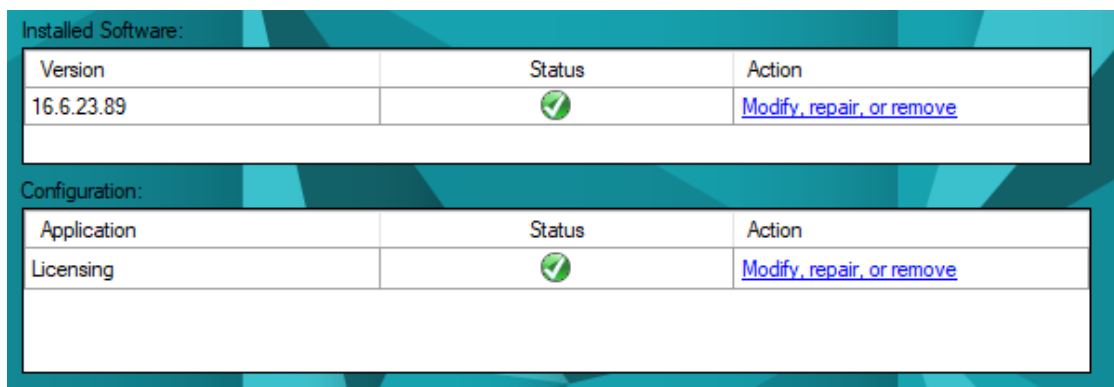 Installed Software:
Version Status Action
16.6.23.89 Modify, repair, or remove
Configuration:
Application Status Action
Licensing Modify, repair, or remove